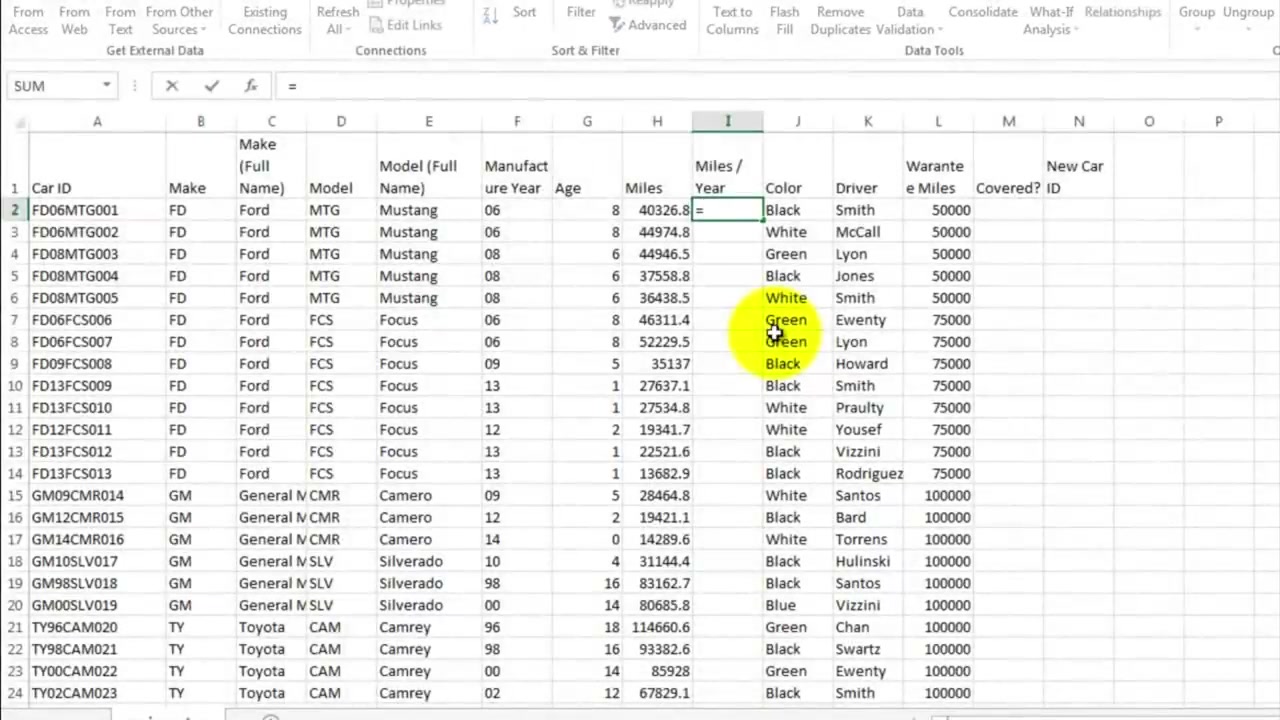 From Access From Web From Text From Other Sources Existing Connections Refresh All Properties Edit Links Sort Filter Reapply Advanced Text to Columns Flash Fill Remove Duplicates Data Validation Consolidate What-If Analysis Relationships Group Ungroup
Get External Data Connections Sort & Filter Data Tools
SUM fx =
A B C D E F G H I J K L M N O P
1 Car ID Make Make (Full Name) Model Model (Full Name) Manufacture Year Age Miles Miles / Year Color Driver Warantee Miles Covered? New Car ID
2 FD06MTG001 FD Ford MTG Mustang 06 8 40326.8 = Black Smith 50000
3 FD06MTG002 FD Ford MTG Mustang 06 8 44974.8 White McCall 50000
4 FD08MTG003 FD Ford MTG Mustang 08 6 44946.5 Green Lyon 50000
5 FD08MTG004 FD Ford MTG Mustang 08 6 37558.8 Black Jones 50000
6 FD08MTG005 FD Ford MTG Mustang 08 6 36438.5 White Smith 50000
7 FD06FCS006 FD Ford FCS Focus 06 8 46311.4 Green Ewenty 75000
8 FD06FCS007 FD Ford FCS Focus 06 8 52229.5 Green Lyon 75000
9 FD09FCS008 FD Ford FCS Focus 09 5 35137 Black Howard 75000
10 FD13FCS009 FD Ford FCS Focus 13 1 27637.1 Black Smith 75000
11 FD13FCS010 FD Ford FCS Focus 13 1 27534.8 White Praulty 75000
12 FD12FCS011 FD Ford FCS Focus 12 2 19341.7 White Yousef 75000
13 FD13FCS012 FD Ford FCS Focus 13 1 22521.6 Black Vizzini 75000
14 FD13FCS013 FD Ford FCS Focus 13 1 13682.9 Black Rodriguez 75000
15 GM09CMR014 GM General M CMR Camero 09 5 28464.8 White Santos 100000
16 GM12CMR015 GM General M CMR Camero 12 2 19421.1 Black Bard 100000
17 GM14CMR016 GM General M CMR Camero 14 0 14289.6 White Torrens 100000
18 GM10SLV017 GM General M SLV Silverado 10 4 31144.4 Black Hulinski 100000
19 GM98SLV018 GM General M SLV Silverado 98 16 83162.7 Black Santos 100000
20 GM00SLV019 GM General M SLV Silverado 00 14 80685.8 Blue Vizzini 100000
21 TY96CAM020 TY Toyota CAM Camrey 96 18 114660.6 Green Chan 100000
22 TY98CAM021 TY Toyota CAM Camrey 98 16 93382.6 Black Swartz 100000
23 TY00CAM022 TY Toyota CAM Camrey 00 14 85928 Green Ewenty 100000
24 TY02CAM023 TY Toyota CAM Camrey 02 12 67829.1 Black Smith 100000